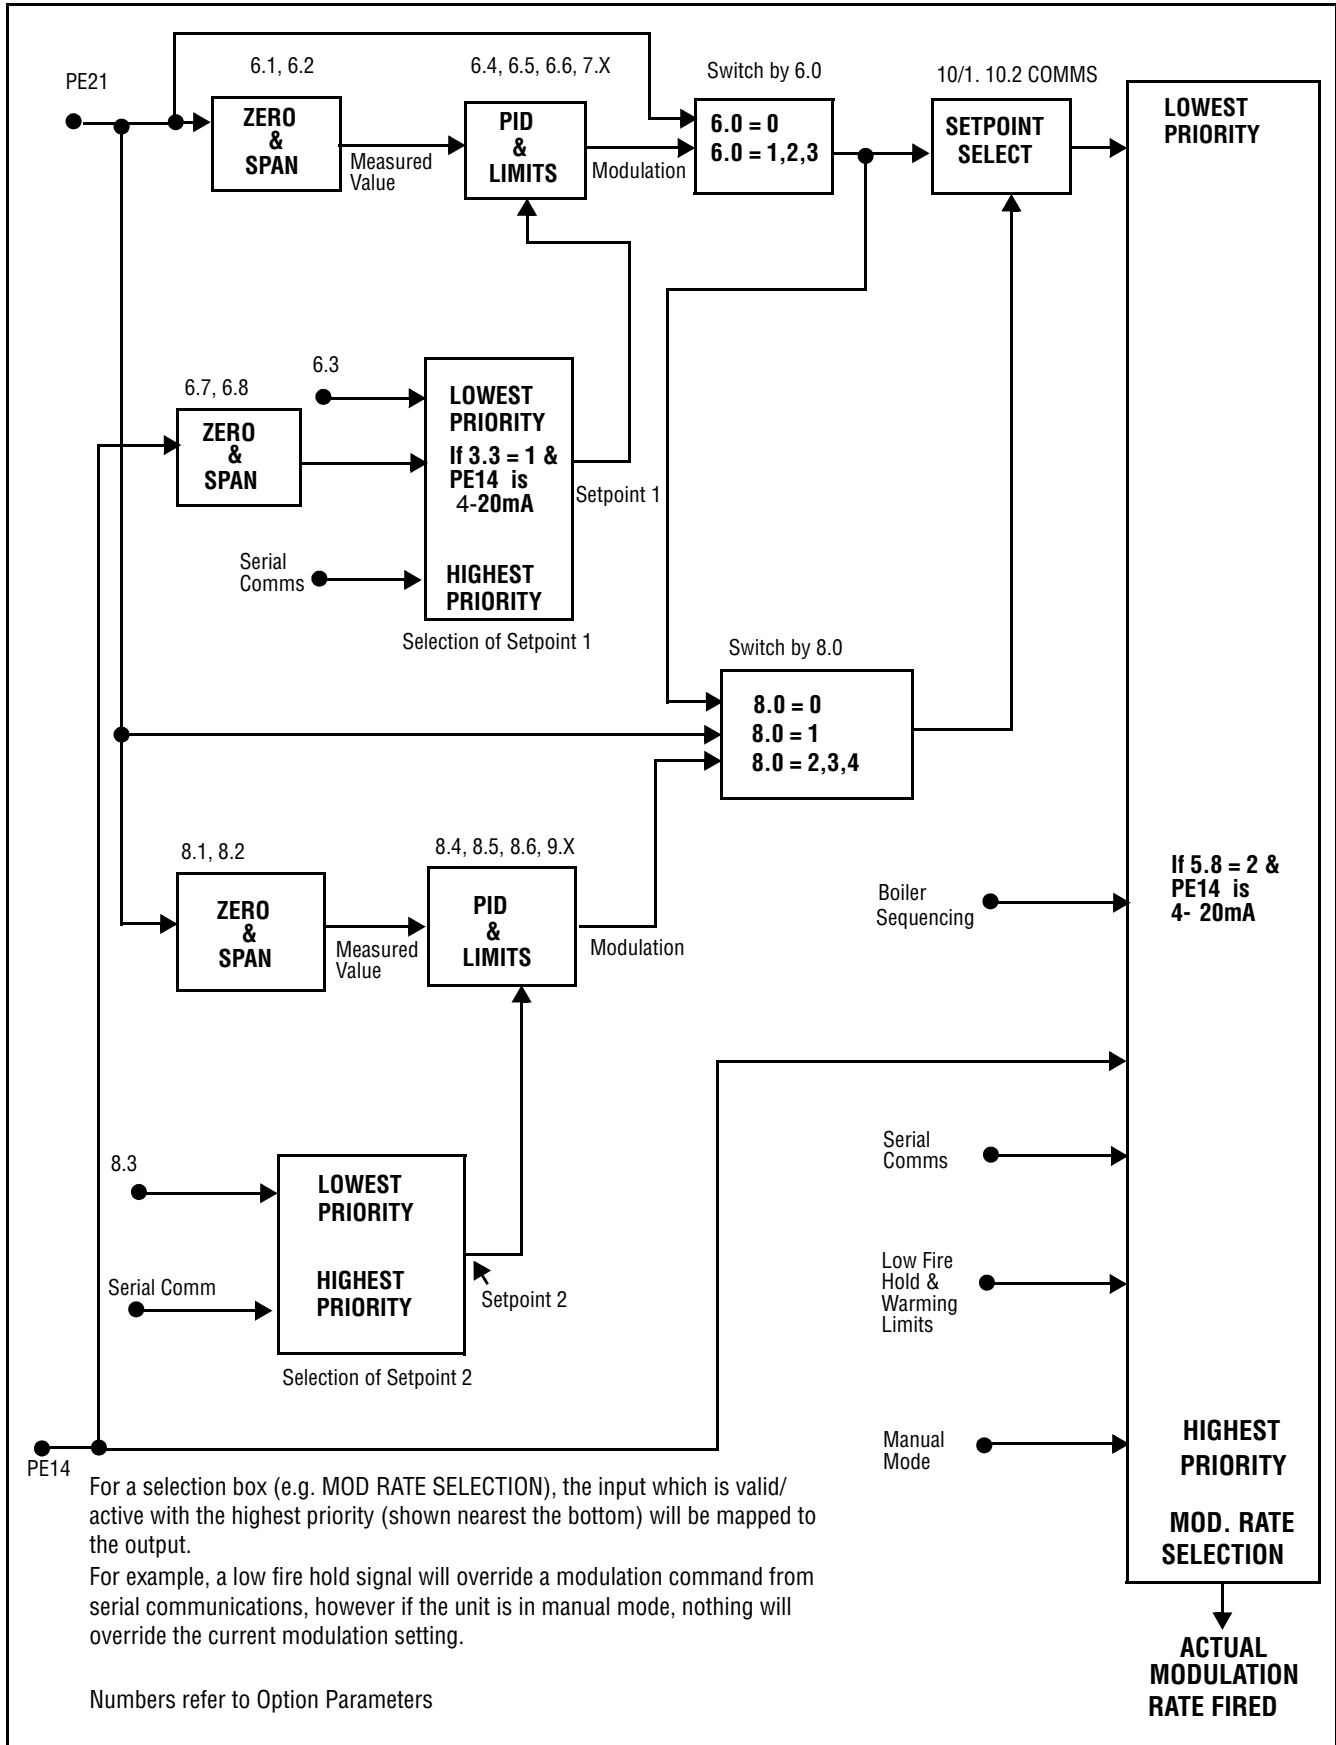 PE21
6.1, 6.2
6.4, 6.5, 6.6, 7.X
Switch by 6.0
10/1. 10.2 COMMS
ZERO
&
SPAN
Measured
Value
PID
&
LIMITS
Modulation
6.0 = 0
6.0 = 1,2,3
SETPOINT
SELECT
LOWEST
PRIORITY
6.3
6.7, 6.8
ZERO
&
SPAN
LOWEST
PRIORITY
If 3.3 = 1 &
PE14 is
4-20mA
HIGHEST
PRIORITY
Setpoint 1
Serial
Comms
Selection of Setpoint 1
Switch by 8.0
8.0 = 0
8.0 = 1
8.0 = 2,3,4
8.1, 8.2
8.4, 8.5, 8.6, 9.X
ZERO
&
SPAN
Measured
Value
PID
&
LIMITS
Modulation
Boiler
Sequencing
If 5.8 = 2 &
PE14 is
4- 20mA
8.3
Serial Comm
LOWEST
PRIORITY
HIGHEST
PRIORITY
Setpoint 2
Selection of Setpoint 2
Serial
Comms
Low Fire
Hold &
Warming
Limits
Manual
Mode
HIGHEST
PRIORITY
MOD. RATE
SELECTION
PE14
For a selection box (e.g. MOD RATE SELECTION), the input which is valid/
active with the highest priority (shown nearest the bottom) will be mapped to
the output.
For example, a low fire hold signal will override a modulation command from
serial communications, however if the unit is in manual mode, nothing will
override the current modulation setting.
Numbers refer to Option Parameters
ACTUAL
MODULATION
RATE FIRED